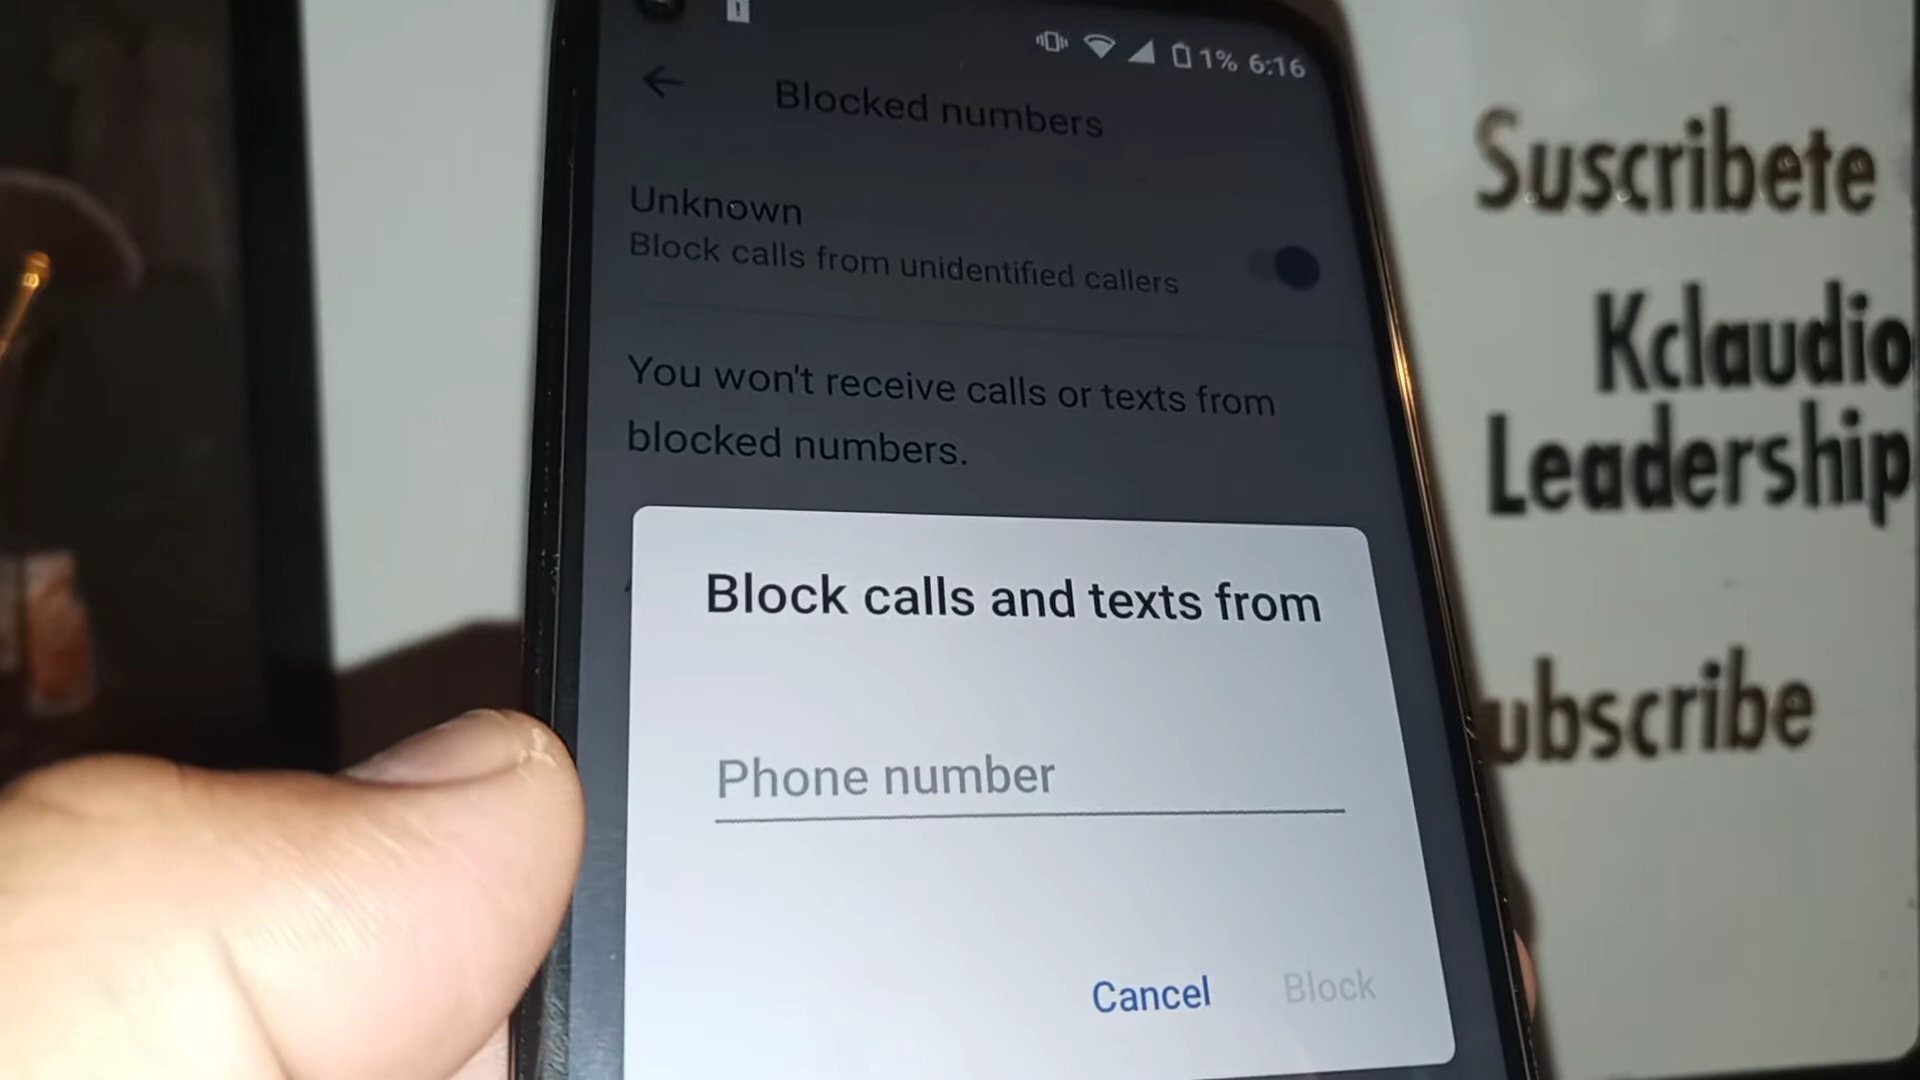 1% 6:16
Blocked numbers
Unknown
Block calls from unidentified callers
You won't receive calls or texts from
blocked numbers.
Block calls and texts from
Phone number
Cancel
Block
Suscribete
Kclaudio
Leadership
ubscribe